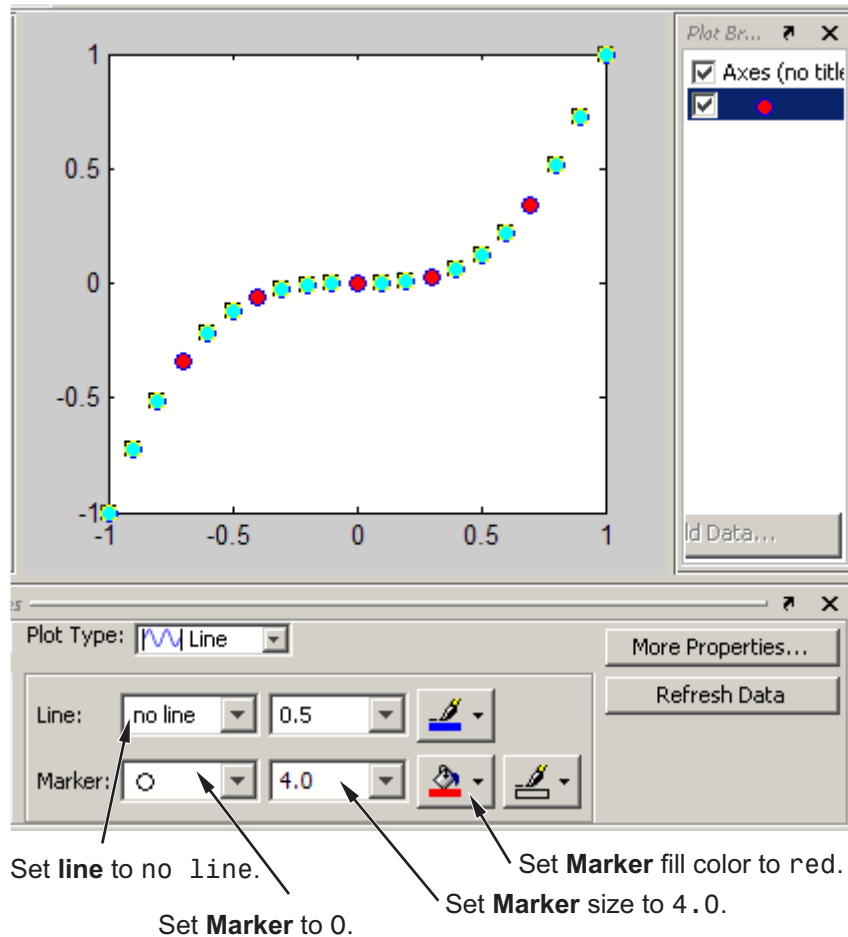 Plot Br...
Axes (no title
1
0.5
0
-0.5
-1
-1
-0.5
0
0.5
1
ld Data...
es
Plot Type: Line
More Properties...
Refresh Data
Line: no line 0.5
Marker: 4.0
Set line to no line.
Set Marker fill color to red.
Set Marker size to 4.0.
Set Marker to O.